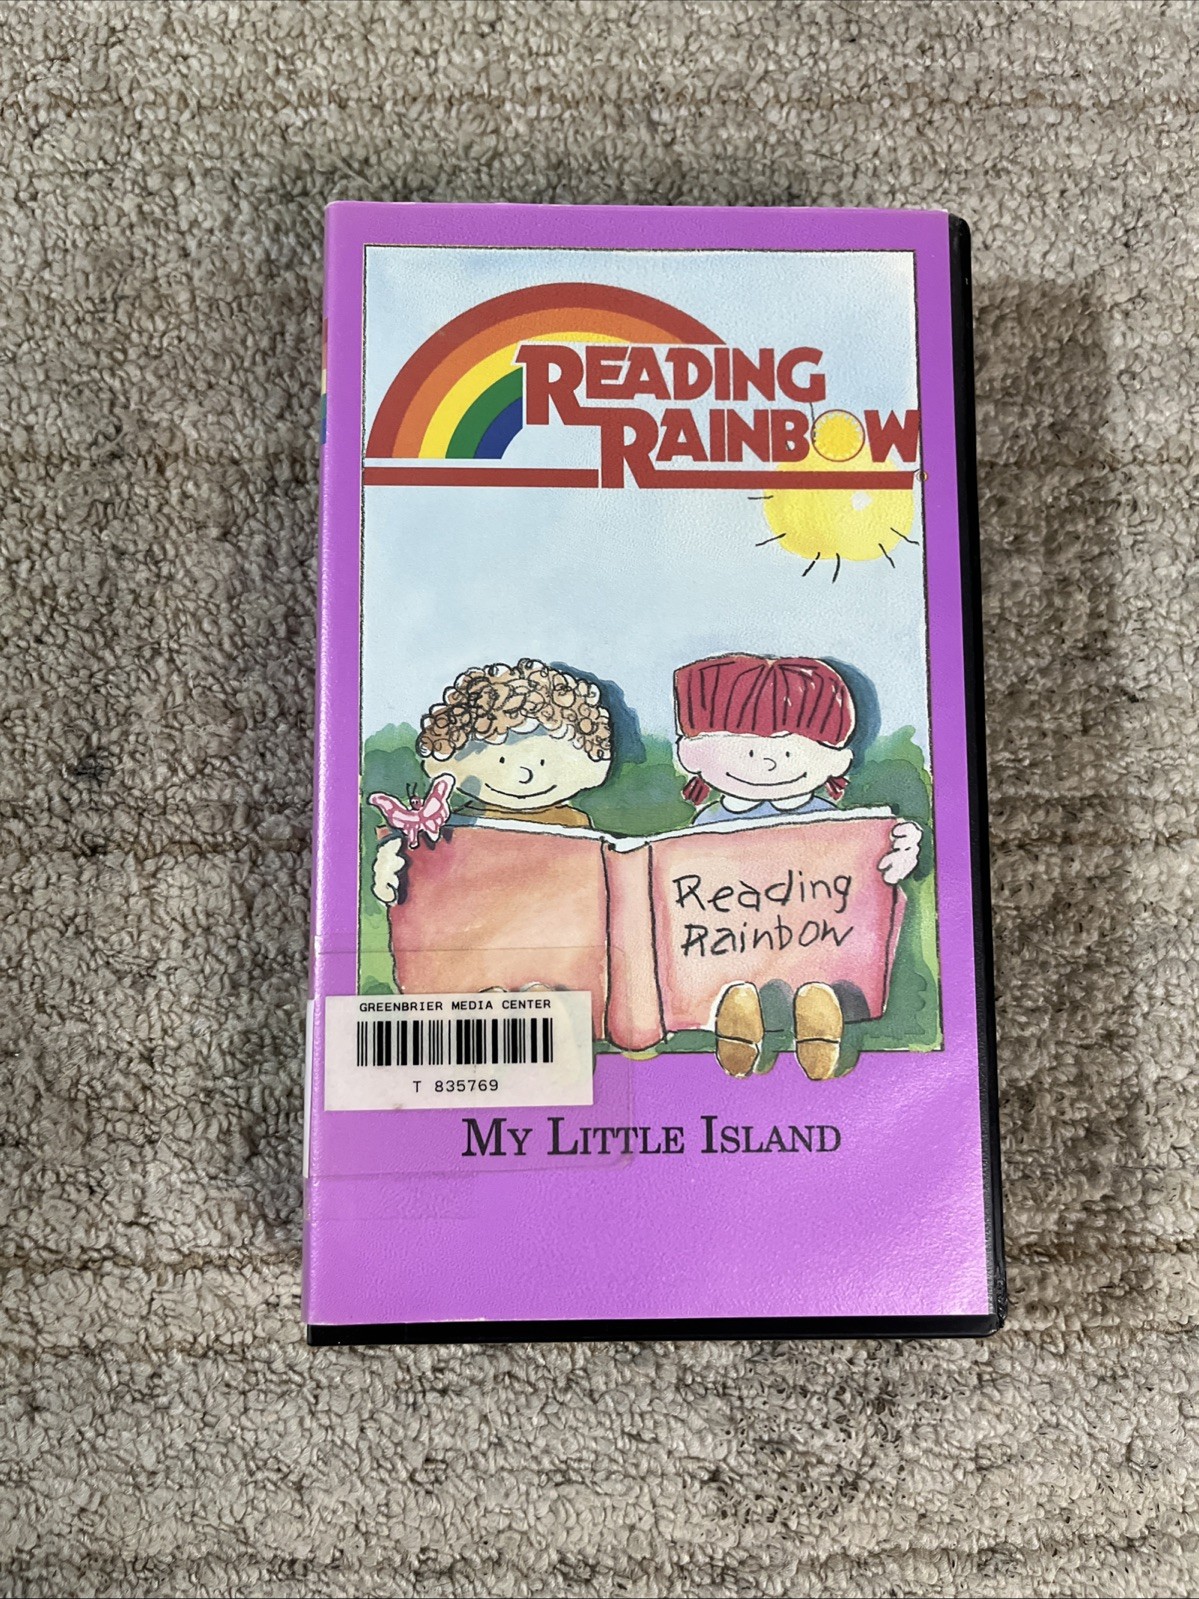 READING
RAINBOW
Reading
Rainbow
GREENBRIER MEDIA CENTER
T 835769
MY LITTLE ISLAND